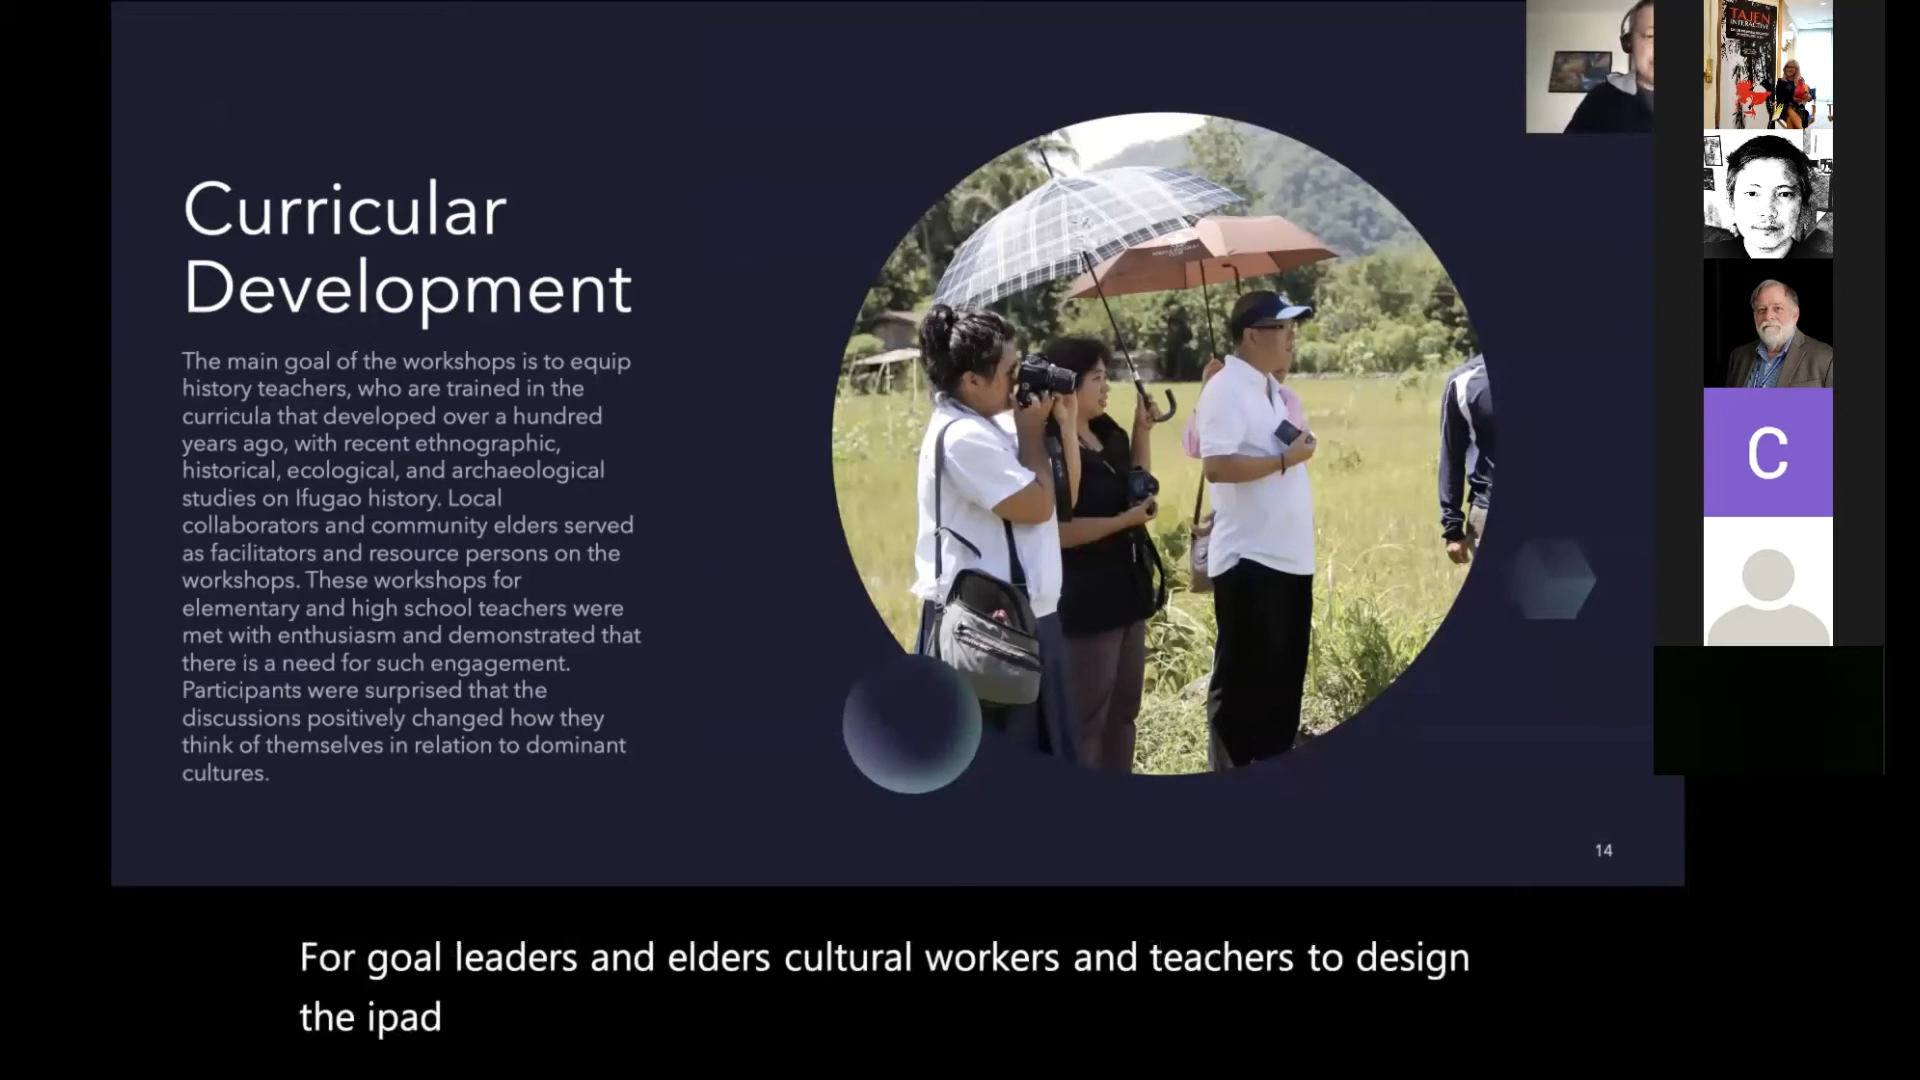 Curricular
Development
The main goal of the workshops is to equip
history teachers, who are trained in the
curricula that developed over a hundred
years ago, with recent ethnographic,
historical, ecological, and archaeological
studies on Ifugao history. Local
collaborators and community elders served
as facilitators and resource persons on the
workshops. These workshops for
elementary and high school teachers were
met with enthusiasm and demonstrated that
there is a need for such engagement.
Participants were surprised that the
discussions positively changed how they
think of themselves in relation to dominant
cultures.
14
TAJEN
INTERACTIVE
C
For goal leaders and elders cultural workers and teachers to design
the ipad